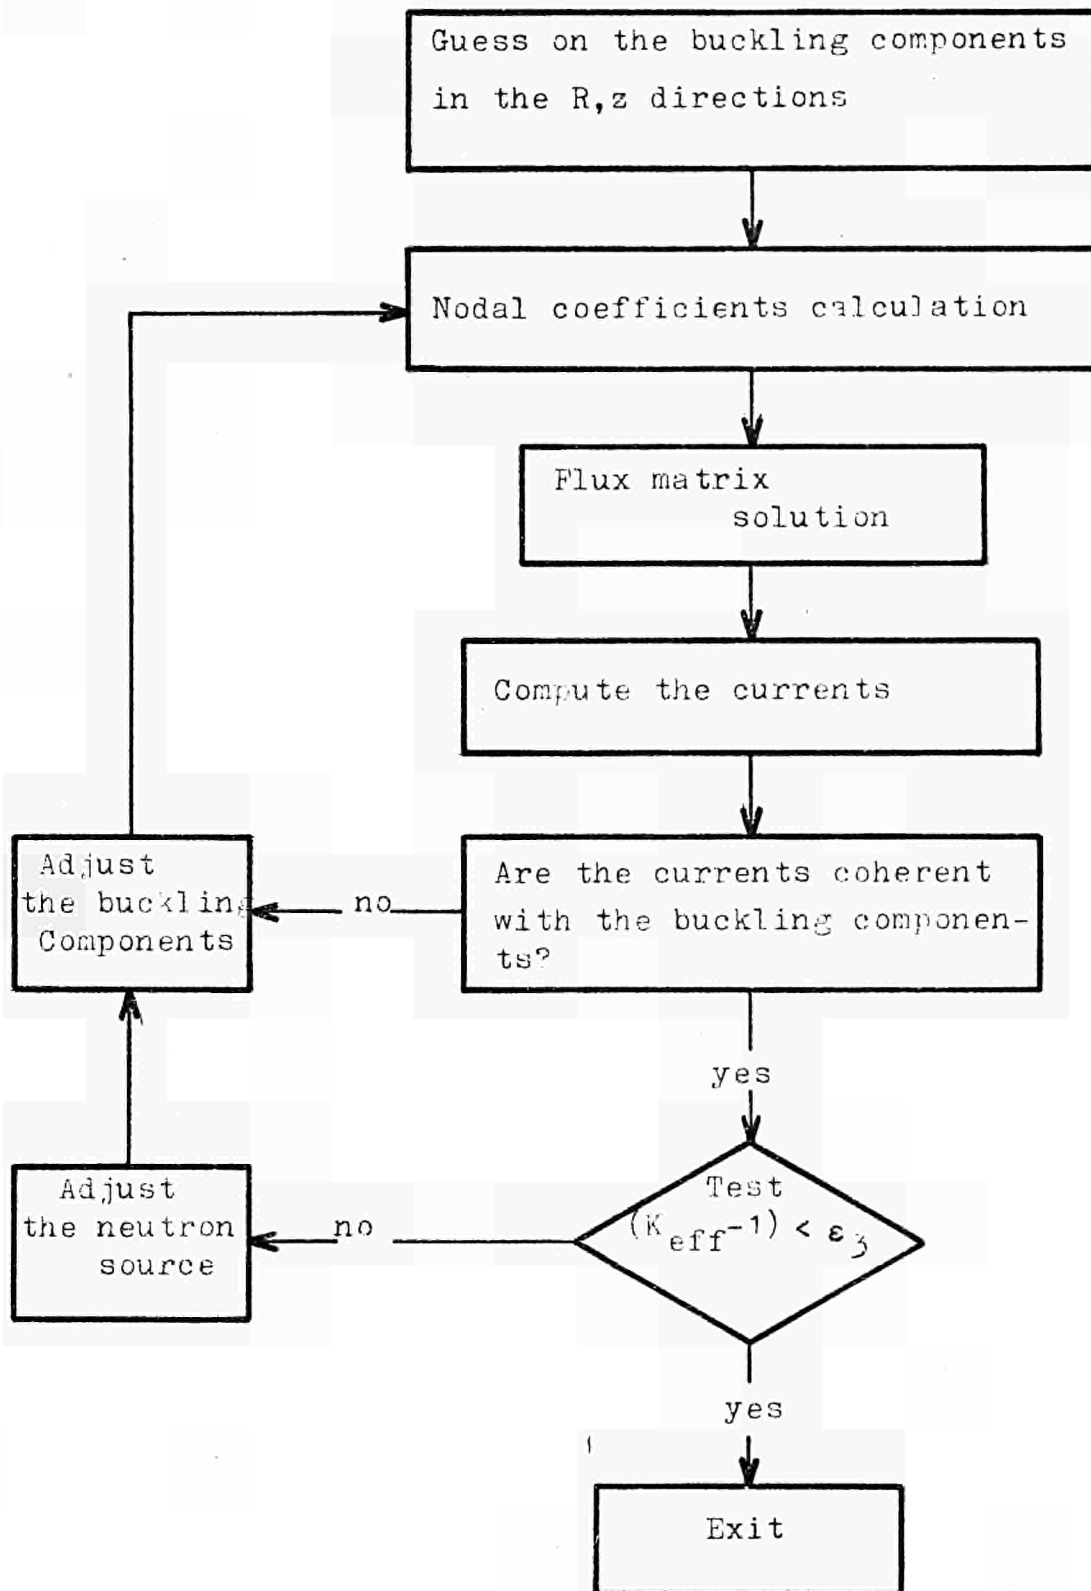 Guess on the buckling components
in the R,z directions
Nodal coefficients calculation
Flux matrix
solution
Compute the currents
Are the currents coherent
with the buckling componen-
ts?
no
Adjust
the buckling
Components
yes
Test
(K_eff-1) < ε_3
no
Adjust
the neutron
source
yes
Exit